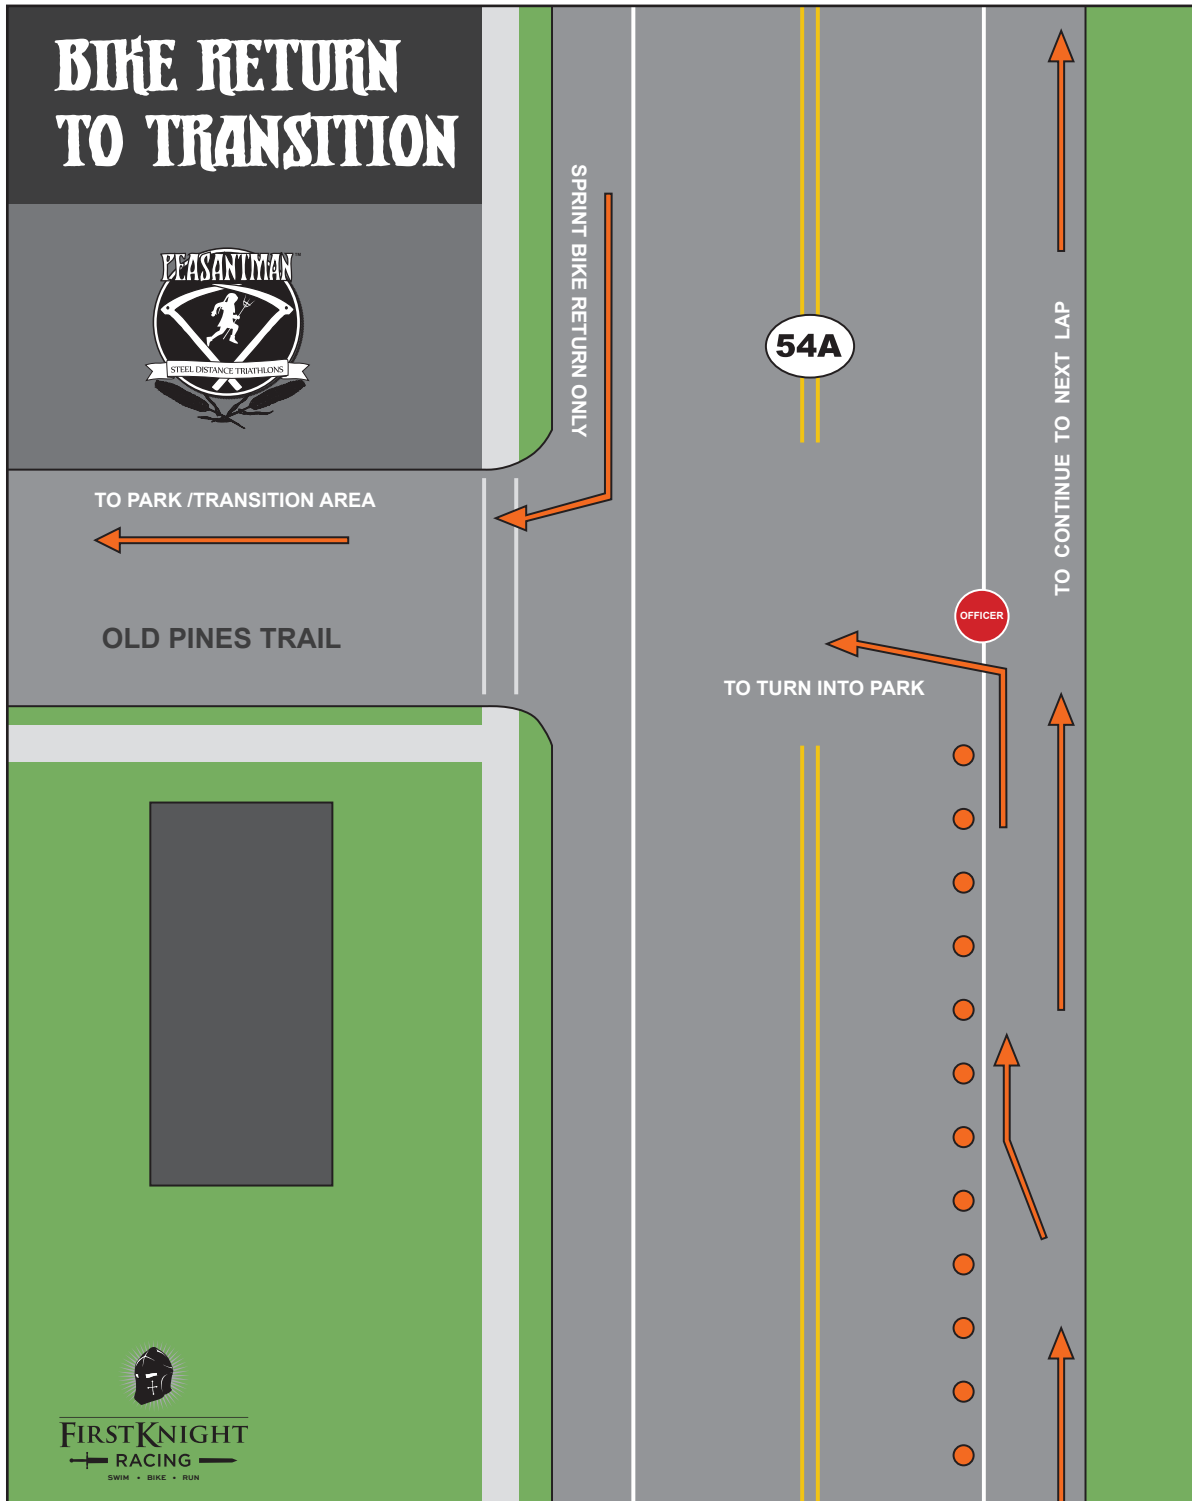 BIKE RETURN
TO TRANSITION
PEASANTMAN™
STEEL DISTANCE TRIATHLONS
SPRINT BIKE RETURN ONLY
54A
TO CONTINUE TO NEXT LAP
TO PARK /TRANSITION AREA
OLD PINES TRAIL
OFFICER
TO TURN INTO PARK
FIRSTKNIGHT
RACING
SWIM • BIKE • RUN